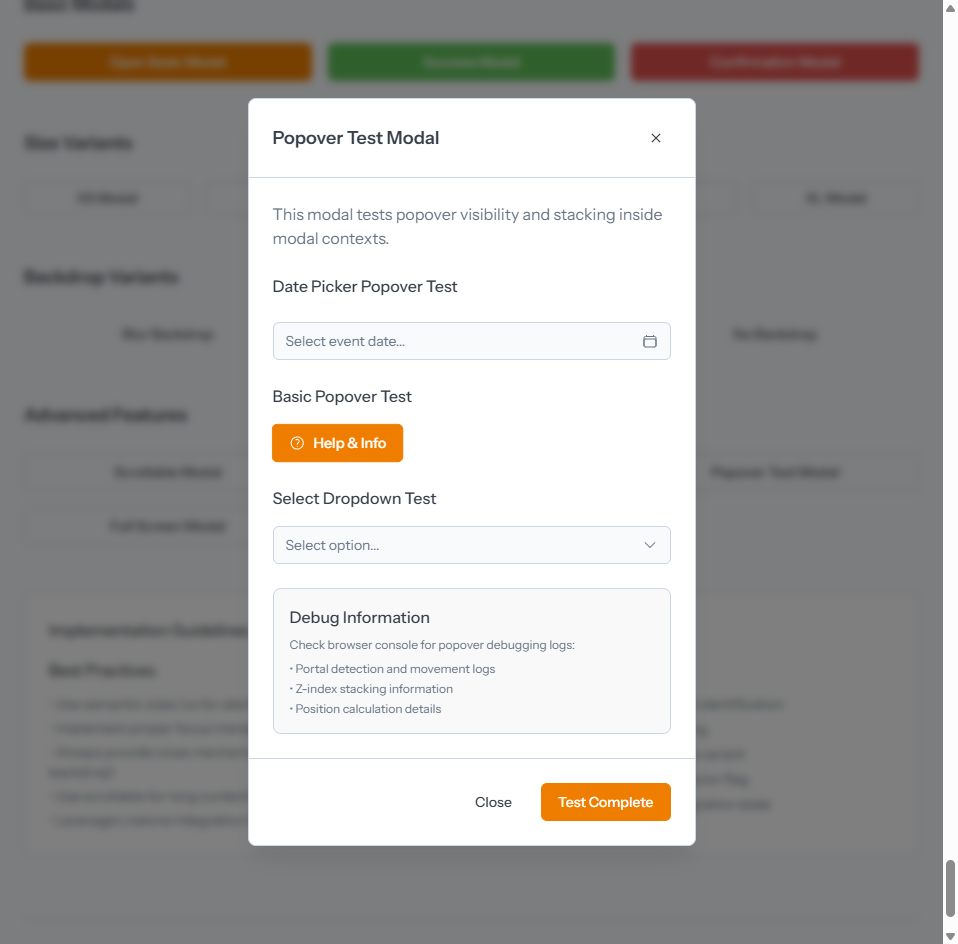 Basic Modals
Open Basic Modal
Success Modal
Confirmation Modal
Size Variants
XS Modal
XL Modal
Backdrop Variants
Blur Backdrop
No Backdrop
Advanced Features
Scrollable Modal
Popover Test Modal
Full Screen Modal
Popover Test Modal
This modal tests popover visibility and stacking inside
modal contexts.
Date Picker Popover Test
Select event date...
Basic Popover Test
Help & Info
Select Dropdown Test
Select option...
Debug Information
Check browser console for popover debugging logs:
• Portal detection and movement logs
• Z-index stacking information
• Position calculation details
Close
Test Complete
Implementation Guidelines
Best Practices